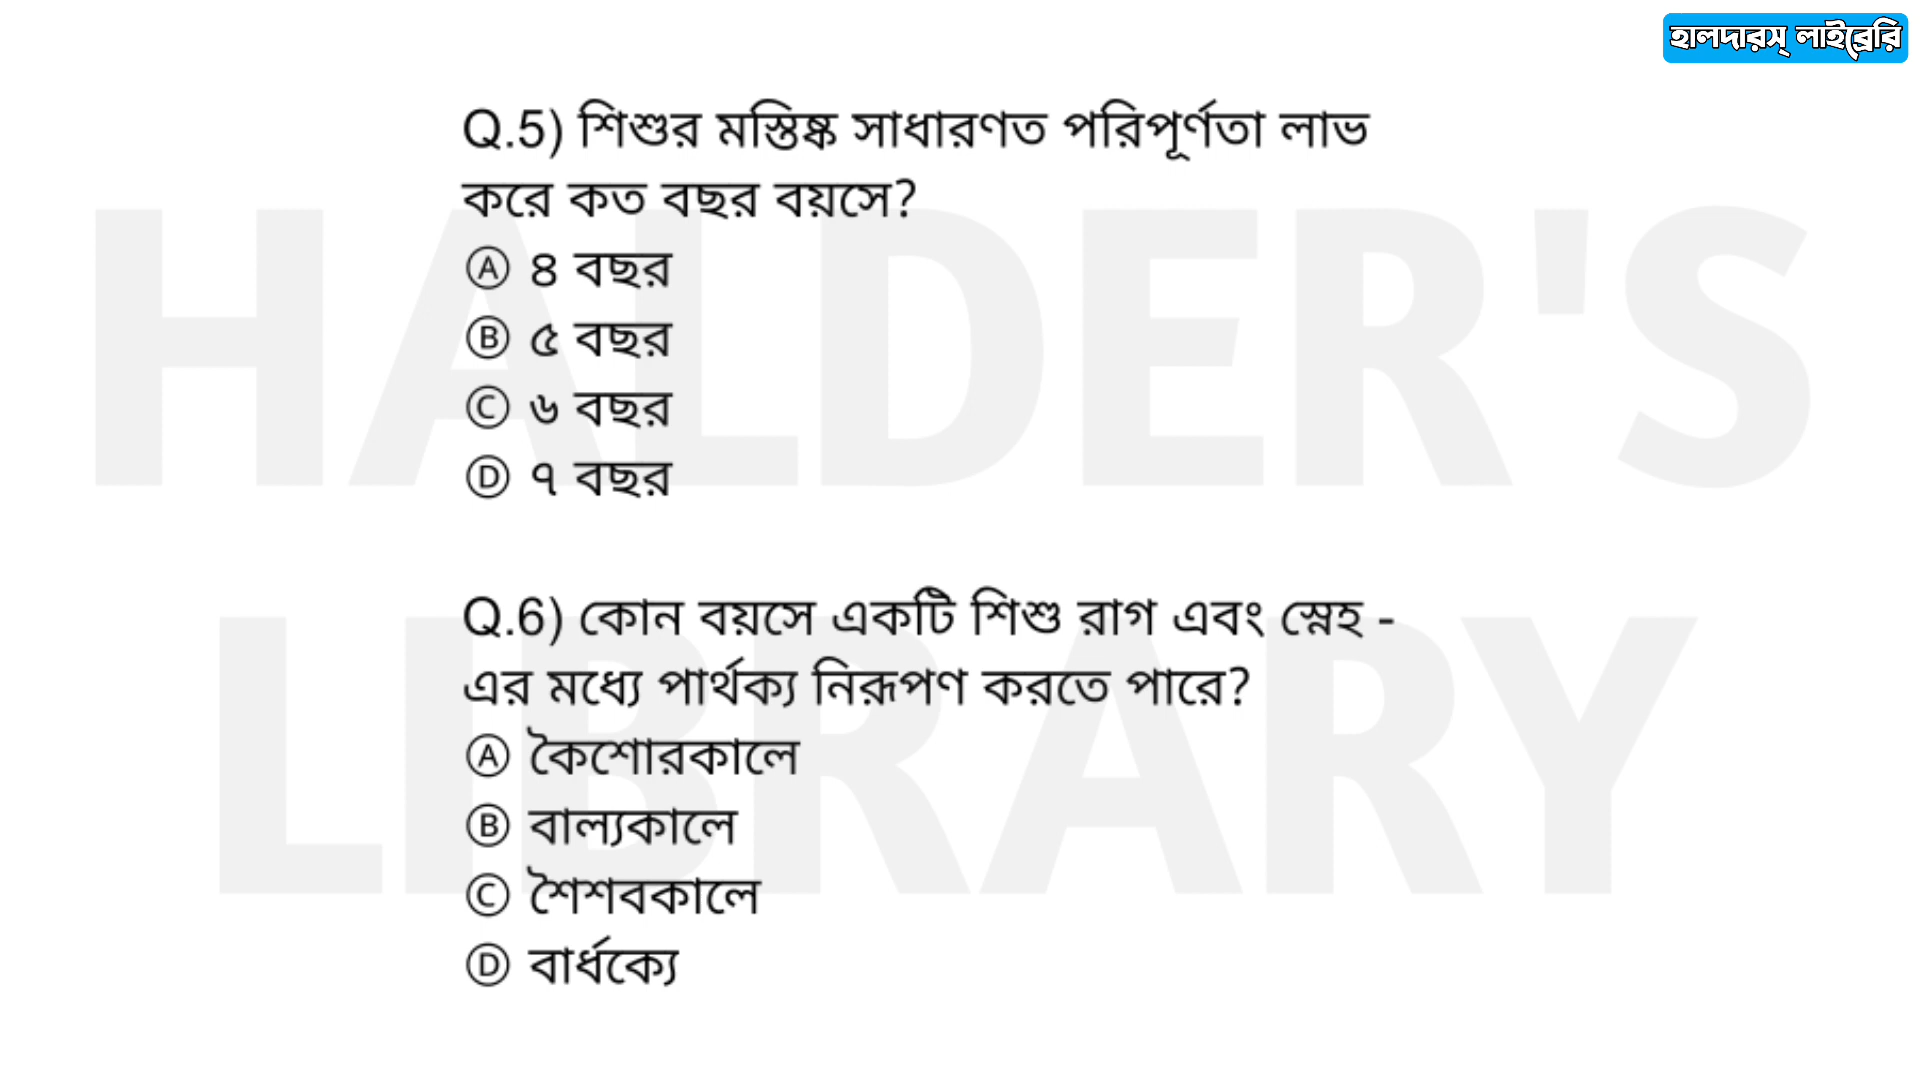 হালদারস্ লাইব্রেরি
Q.5) শিশুর মস্তিষ্ক সাধারণত পরিপূর্ণতা লাভ
করে কত বছর বয়সে?
Ⓐ ৪ বছর
Ⓑ ৫ বছর
Ⓒ ৬ বছর
Ⓓ ৭ বছর
Q.6) কোন বয়সে একটি শিশু রাগ এবং স্নেহ -
এর মধ্যে পার্থক্য নিরূপণ করতে পারে?
Ⓐ কৈশোরকালে
Ⓑ বাল্যকালে
Ⓒ শৈশবকালে
Ⓓ বার্ধক্যে
HALDER'S
LIBRARY